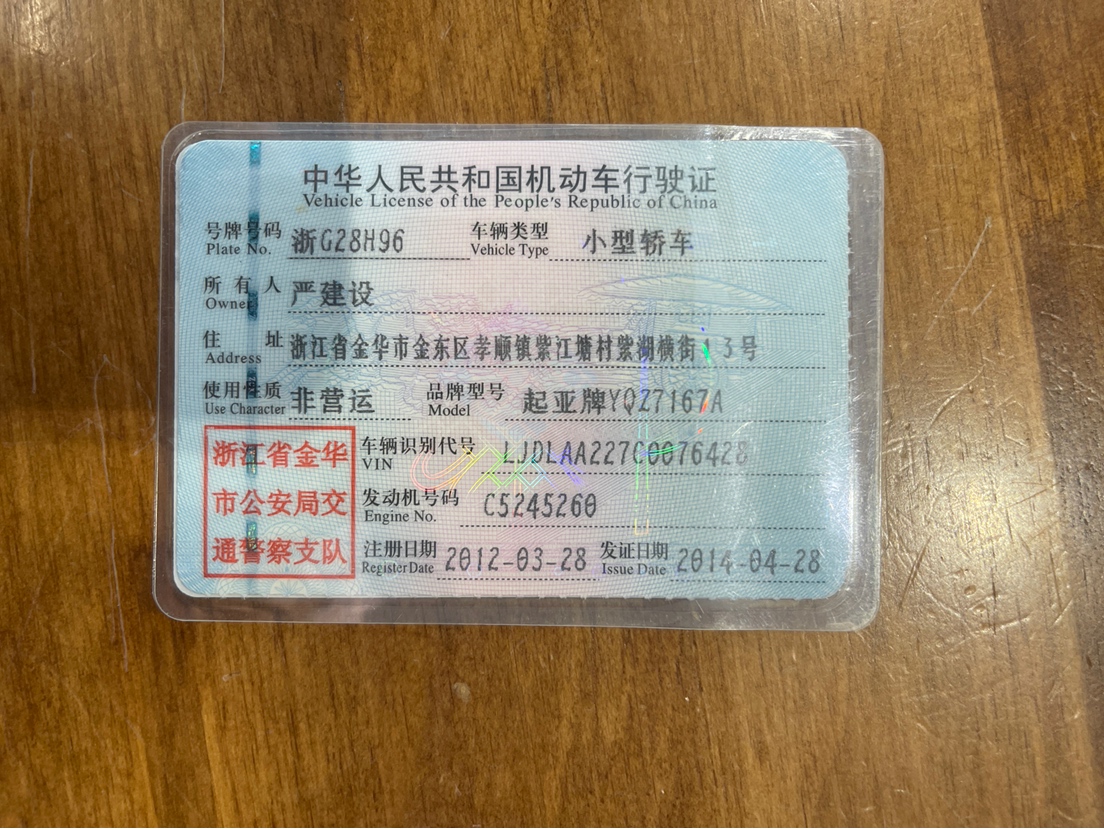 中华人民共和国机动车行驶证
Vehicle License of the People's Republic of China
号牌号码 浙G28H96 车辆类型 小型轿车
Plate No. Vehicle Type
所有人 严建设
Owner
住址 浙江省金华市金东区孝顺镇紫江塘村紫湖横街13号
Address
使用性质 非营运 品牌型号 起亚牌YQZ7167A
Use Character Model
浙江省金华
市公安局交
通警察支队
车辆识别代号 LJDLAA227C0076428
VIN
发动机号码 C5245260
Engine No.
注册日期 2012-03-28 发证日期 2014-04-28
Register Date Issue Date